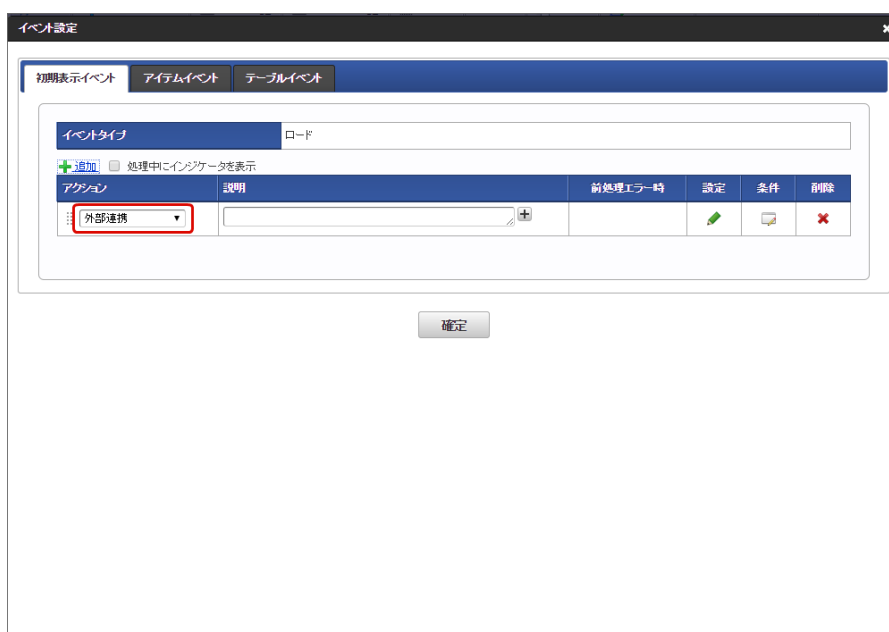 イベント設定
初期表示イベント アイテムイベント テーブルイベント
イベントタイプ ロード
追加 処理中にインジケータを表示
アクション 説明 前処理エラー時 設定 条件 削除
外部連携
確定